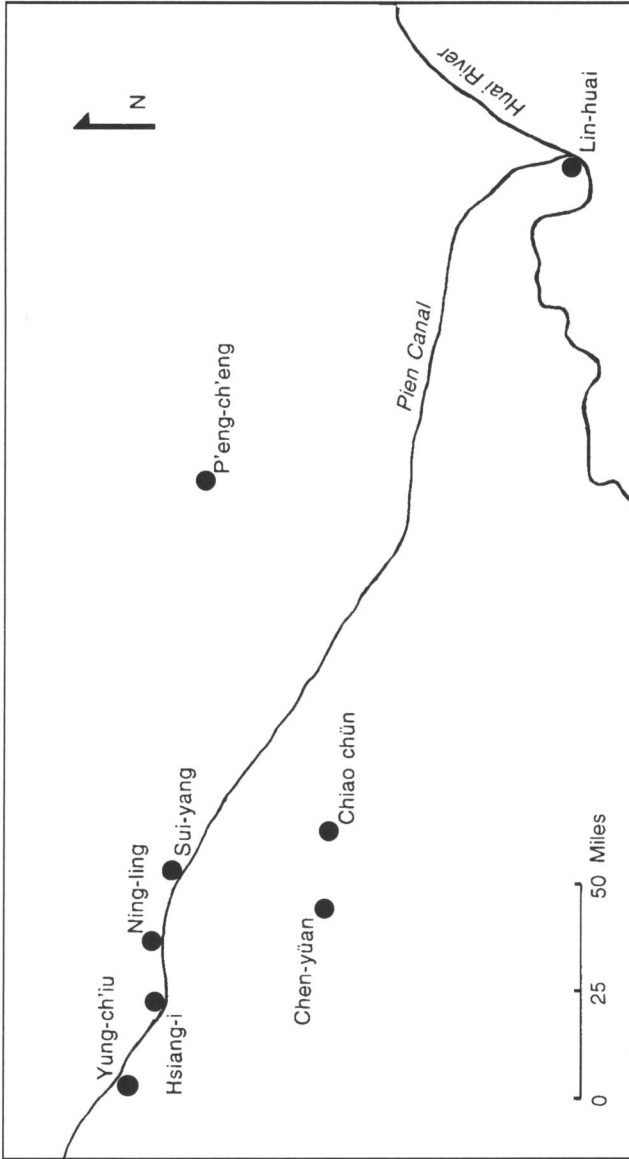 N
Huai River
Lin-huai
Pien Canal
P'eng-ch'eng
Yung-ch'iu
Ning-ling
Sui-yang
Hsiang-i
Chen-yüan
Chiao chün
0 25 50 Miles